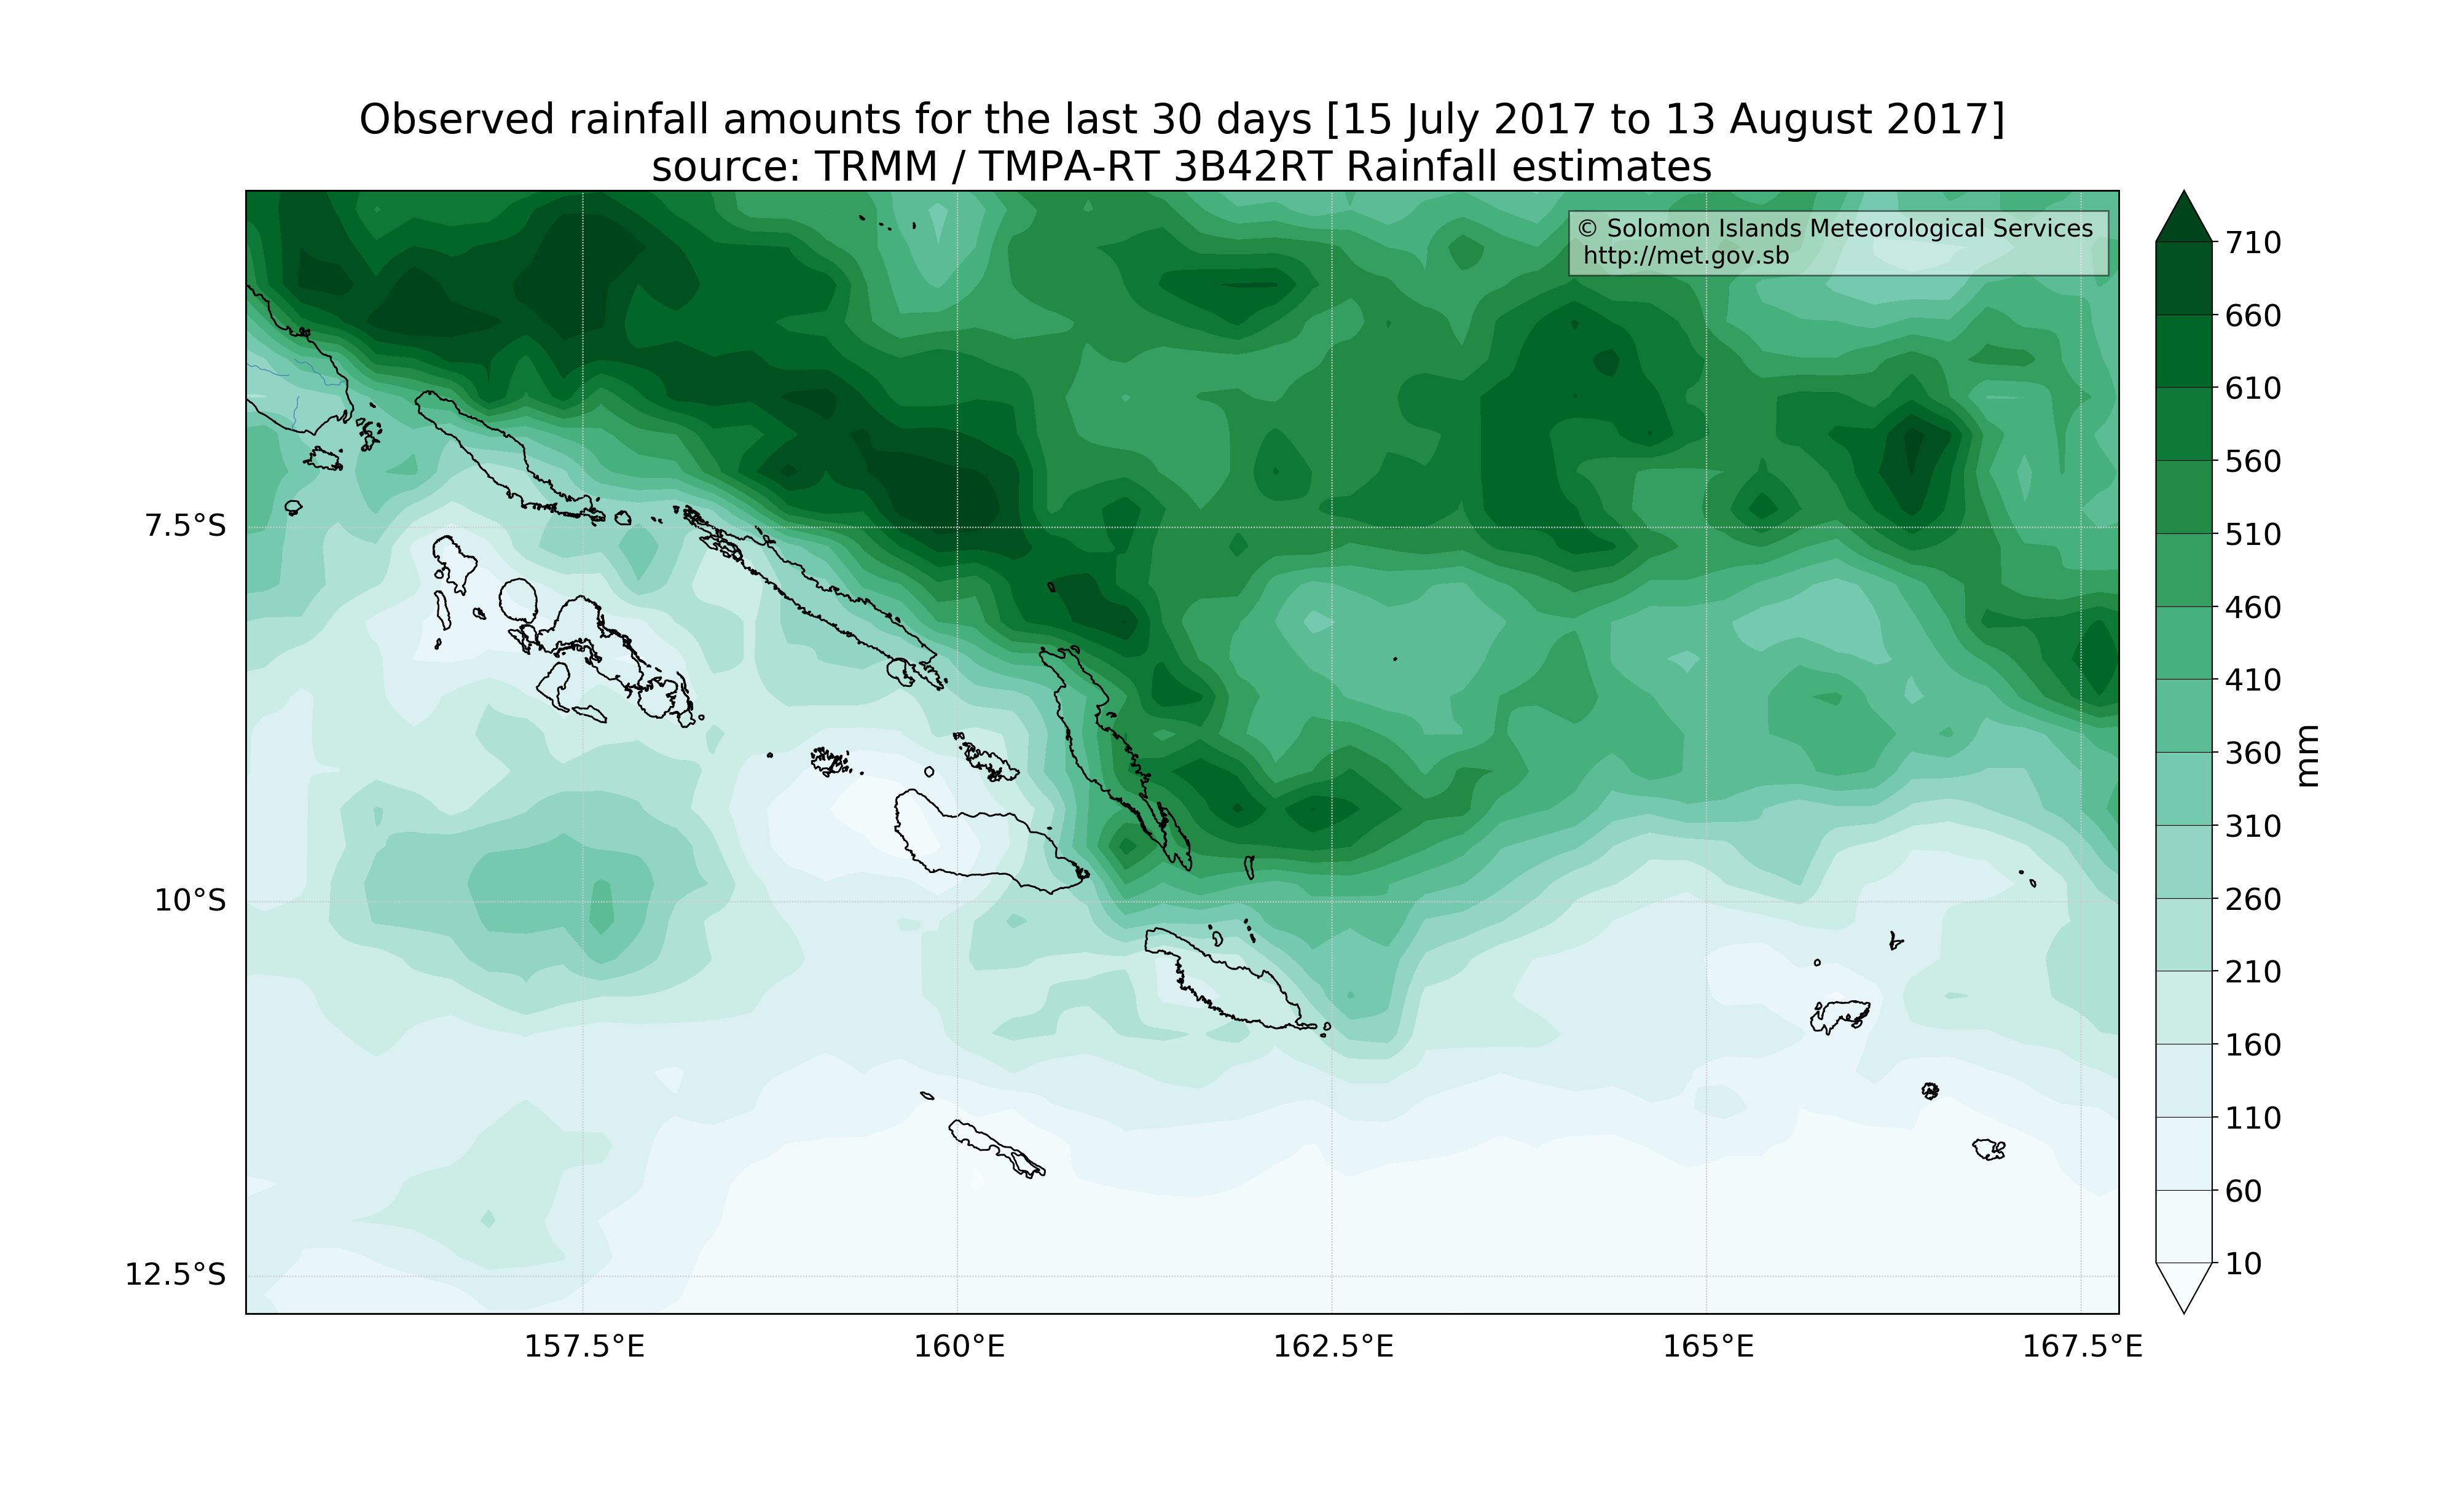 Observed rainfall amounts for the last 30 days [15 July 2017 to 13 August 2017]
source: TRMM / TMPA-RT 3B42RT Rainfall estimates
© Solomon Islands Meteorological Services
http://met.gov.sb
7.5°S
10°S
12.5°S
157.5°E
160°E
162.5°E
165°E
167.5°E
710
660
610
560
510
460
410
360
310
260
210
160
110
60
10
mm